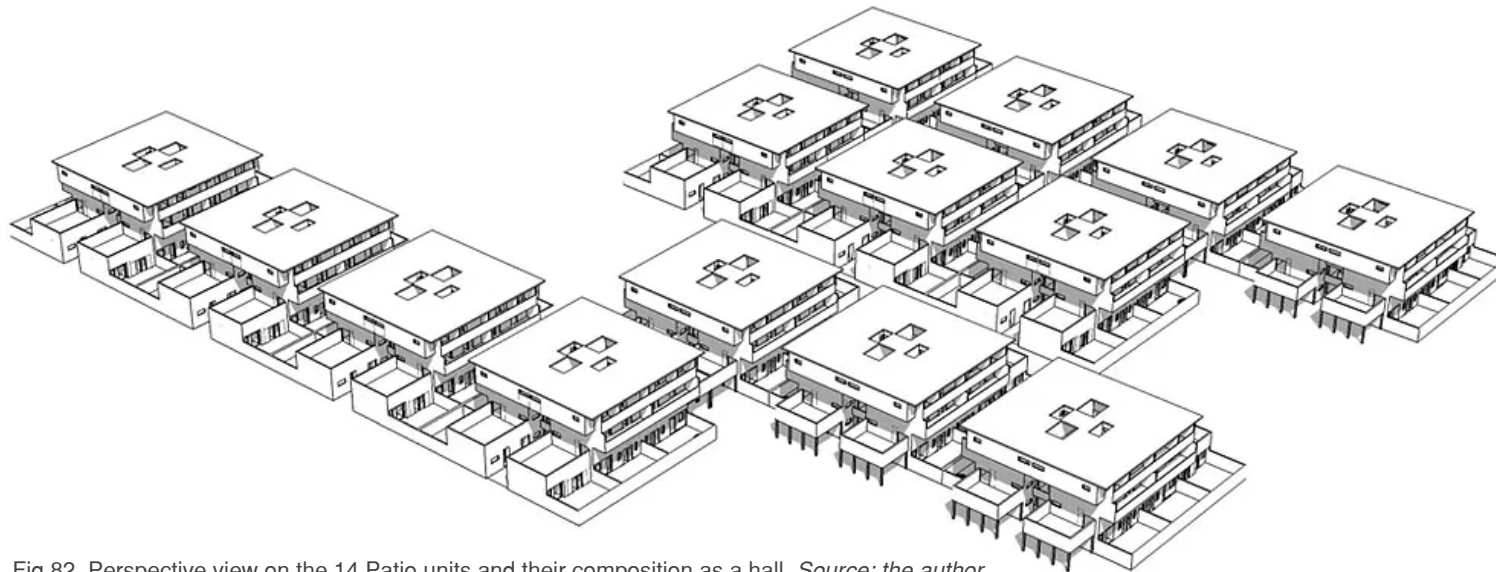 Fig 82. Perspective view on the 14 Patio units and their composition as a hall. Source: the author